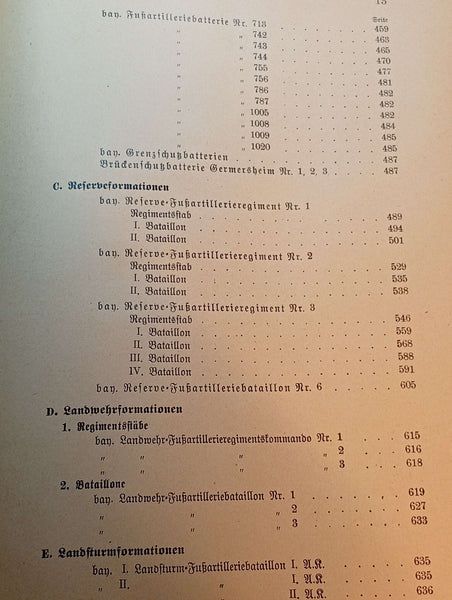 15
Seite
bay. Fußartilleriebatterie Nr. 713 . . . . . . . 459
" " 742 . . . . . . . 463
" " 743 . . . . . . . 465
" " 744 . . . . . . . 470
" " 755 . . . . . . . 477
" " 756 . . . . . . . 481
" " 786 . . . . . . . 482
" " 787 . . . . . . . 482
" " 1005 . . . . . . . 482
" " 1008 . . . . . . . 484
" " 1009 . . . . . . . 485
" " 1020 . . . . . . . 485
bay. Grenzschutzbatterien . . . . . . . 487
Brückenschutzbatterie Germersheim Nr. 1, 2, 3 . . . . 487
C. Reserveformationen
bay. Reserve-Fußartillerieregiment Nr. 1
Regimentsstab . . . . . . . 489
I. Bataillon . . . . . . . 494
II. Bataillon . . . . . . . 501
bay. Reserve-Fußartillerieregiment Nr. 2
Regimentsstab . . . . . . . 529
I. Bataillon . . . . . . . 535
II. Bataillon . . . . . . . 538
bay. Reserve-Fußartillerieregiment Nr. 3
Regimentsstab . . . . . . . 546
I. Bataillon . . . . . . . 559
II. Bataillon . . . . . . . 568
III. Bataillon . . . . . . . 588
IV. Bataillon . . . . . . . 591
bay. Reserve-Fußartilleriebataillon Nr. 6 . . . . . 605
D. Landwehrformationen
1. Regimentsstäbe
bay. Landwehr-Fußartillerieregimentskommando Nr. 1 . . . 615
" " " " 2 . . . 616
" " " " 3 . . . 618
2. Bataillone
bay. Landwehr-Fußartilleriebataillon Nr. 1 . . . . . . 619
" " " 2 . . . . . . 627
" " " 3 . . . . . . 633
E. Landsturmformationen
bay. I. Landsturm-Fußartilleriebataillon I. A.K. . . . . 635
" II. " I. A.K. . . . . 635
II. A.K. . . . . 636